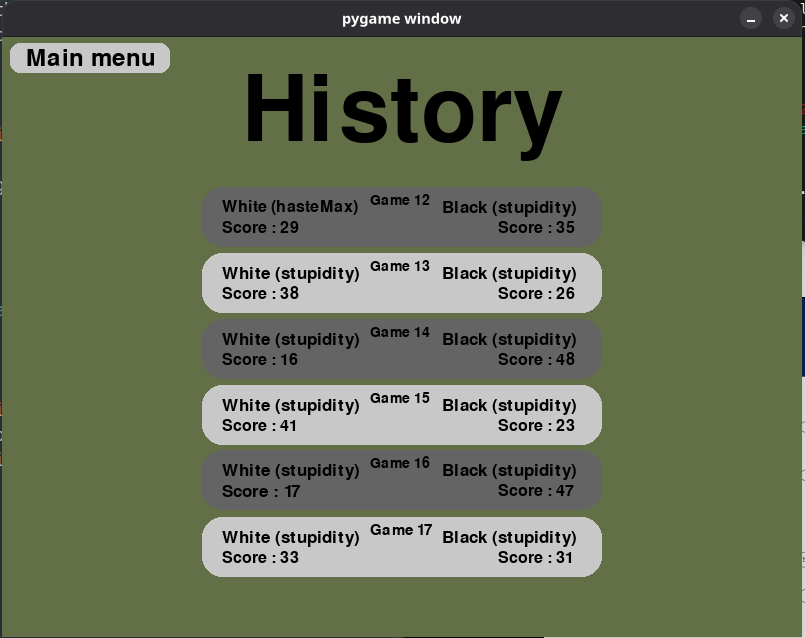 pygame window
Main menu
History
White (hasteMax) Game 12 Black (stupidity)
Score : 29 Score : 35
White (stupidity) Game 13 Black (stupidity)
Score : 38 Score : 26
White (stupidity) Game 14 Black (stupidity)
Score : 16 Score : 48
White (stupidity) Game 15 Black (stupidity)
Score : 41 Score : 23
White (stupidity) Game 16 Black (stupidity)
Score : 17 Score : 47
White (stupidity) Game 17 Black (stupidity)
Score : 33 Score : 31